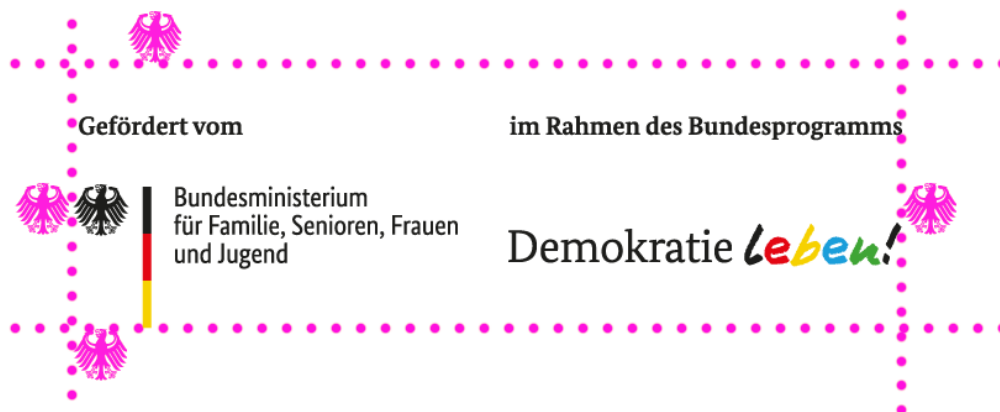 Gefördert vom
im Rahmen des Bundesprogramms
Bundesministerium
für Familie, Senioren, Frauen
und Jugend
Demokratie leben!